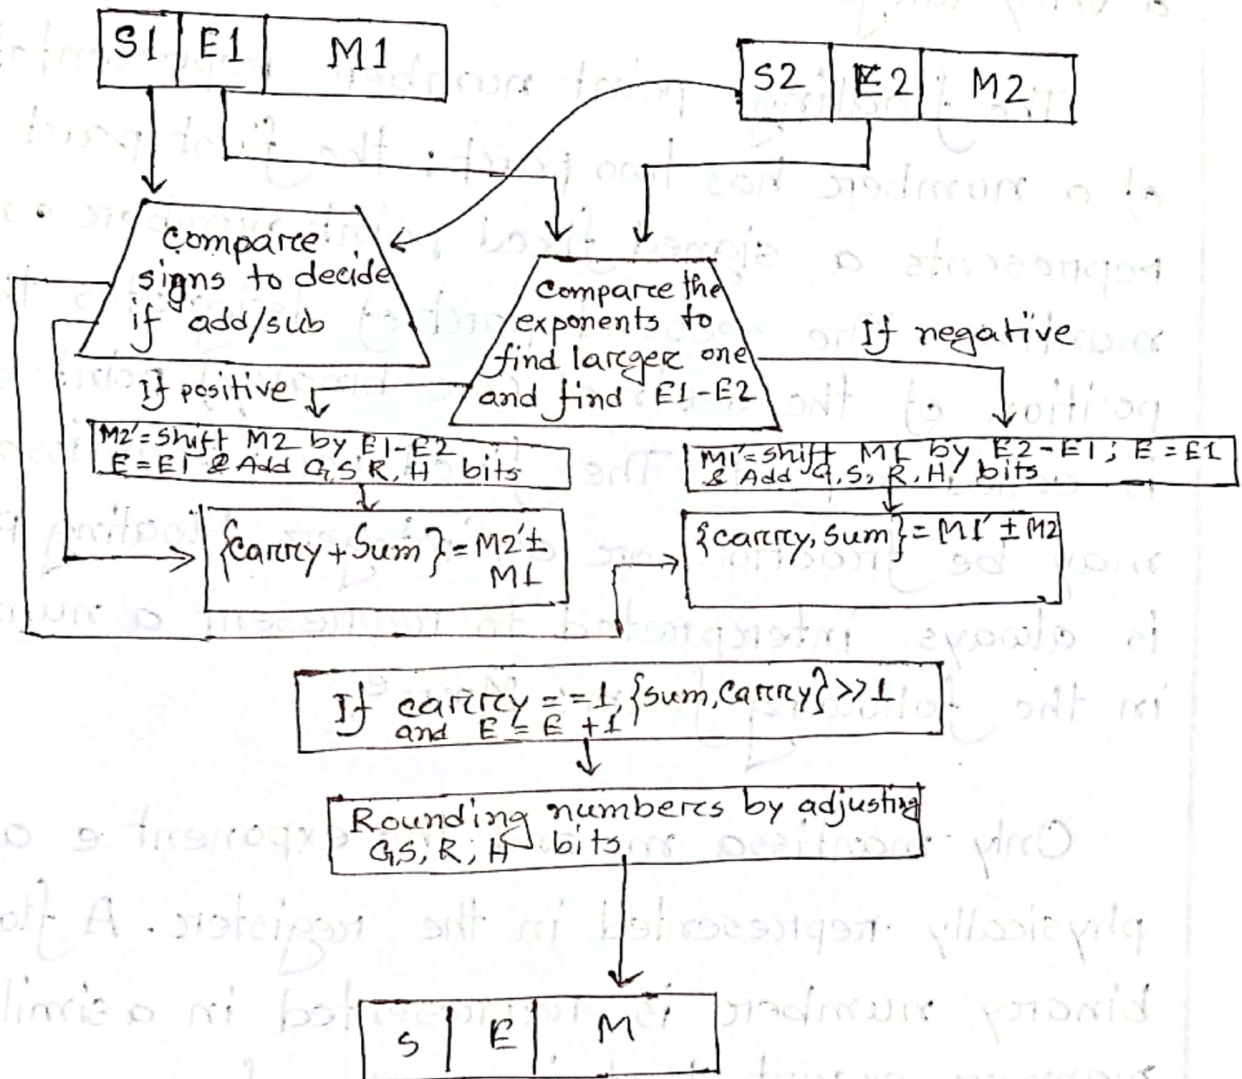 S1 E1 M1
S2 E2 M2
Compare
signs to decide
if add/sub
Compare the
exponents to
find larger one
and find E1-E2
If negative
If positive
M2'=shift M2 by E1-E2
E=E1 & Add G,S,R,H bits
M1'=shift M1 by E2-E1; E=E1
& Add G,S,R,H bits
{Carry+Sum}=M2'±
M1
{carry,sum}=M1'±M2
If carry==1,{sum,carry}>>1
and E=E+1
Rounding numbers by adjusting
G,S,R,H bits
S E M